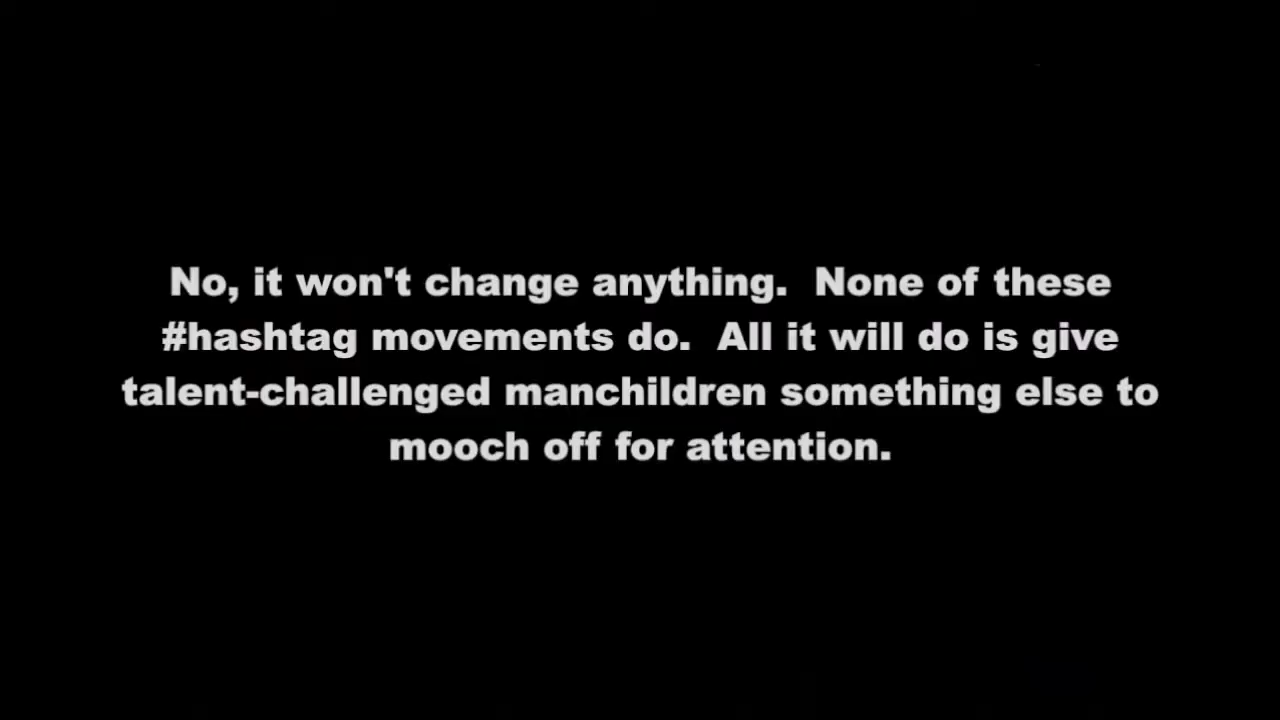 No, it won't change anything.  None of these
#hashtag movements do.  All it will do is give
talent-challenged manchildren something else to
mooch off for attention.